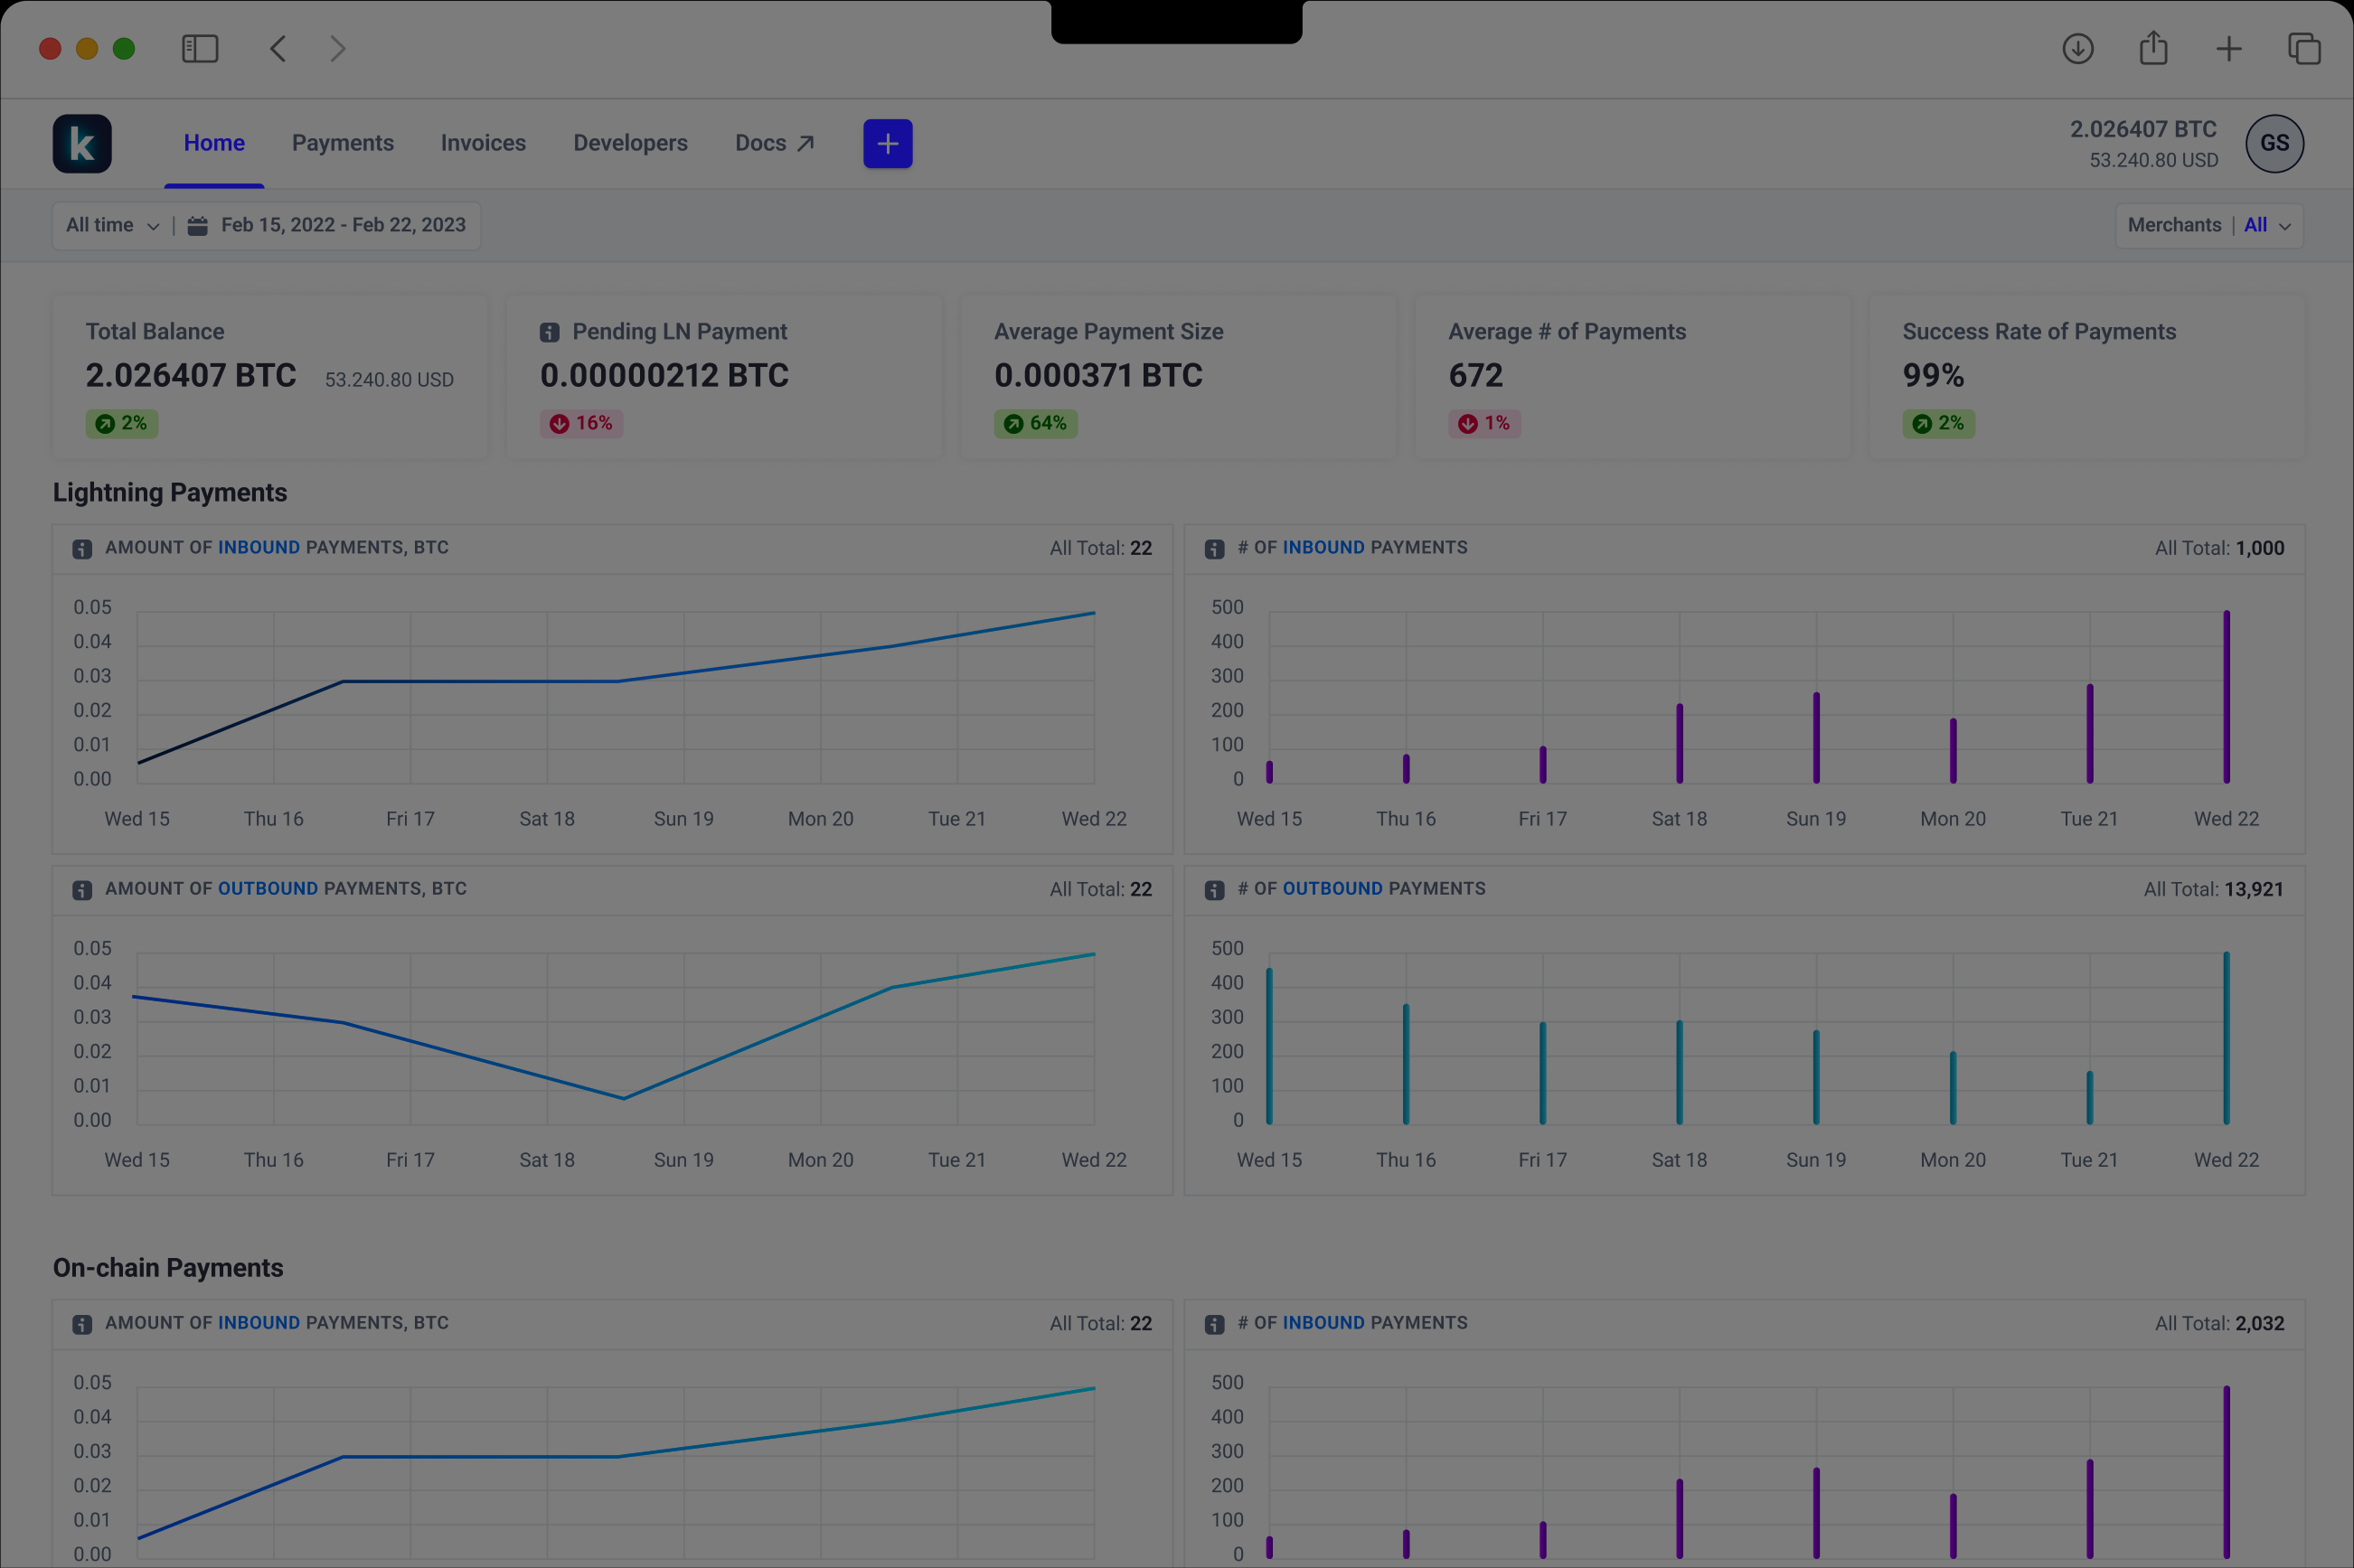 k
Home
Payments
Invoices
Developers
Docs
2.026407 BTC
53.240.80 USD
GS
All time | Feb 15, 2022 - Feb 22, 2023
Merchants | All
Total Balance
2.026407 BTC 53.240.80 USD
2%
Pending LN Payment
0.00000212 BTC
16%
Average Payment Size
0.000371 BTC
64%
Average # of Payments
672
1%
Success Rate of Payments
99%
2%
Lightning Payments
AMOUNT OF INBOUND PAYMENTS, BTC
All Total: 22
0.05
0.04
0.03
0.02
0.01
0.00
Wed 15 Thu 16 Fri 17 Sat 18 Sun 19 Mon 20 Tue 21 Wed 22
# OF INBOUND PAYMENTS
All Total: 1,000
500
400
300
200
100
0
Wed 15 Thu 16 Fri 17 Sat 18 Sun 19 Mon 20 Tue 21 Wed 22
AMOUNT OF OUTBOUND PAYMENTS, BTC
All Total: 22
0.05
0.04
0.03
0.02
0.01
0.00
Wed 15 Thu 16 Fri 17 Sat 18 Sun 19 Mon 20 Tue 21 Wed 22
# OF OUTBOUND PAYMENTS
All Total: 13,921
500
400
300
200
100
0
Wed 15 Thu 16 Fri 17 Sat 18 Sun 19 Mon 20 Tue 21 Wed 22
On-chain Payments
AMOUNT OF INBOUND PAYMENTS, BTC
All Total: 22
0.05
0.04
0.03
0.02
0.01
0.00
# OF INBOUND PAYMENTS
All Total: 2,032
500
400
300
200
100
0